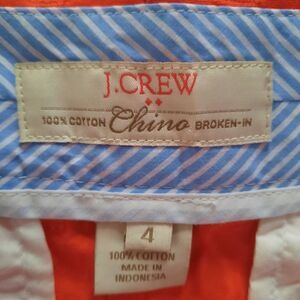 J.CREW
100% COTTON Chino BROKEN-IN
4
100% COTTON
MADE IN
INDONESIA